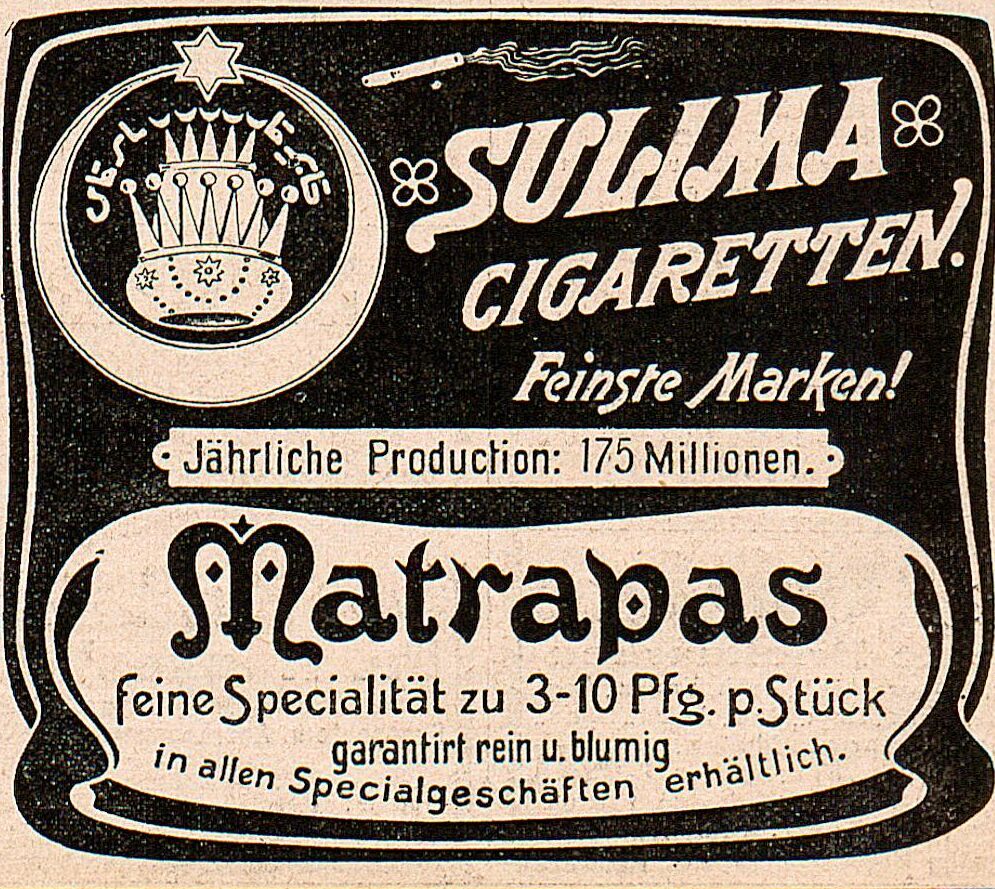 SULIMA
CIGARETTEN.
Feinste Marken!
Jährliche Production: 175 Millionen.
Matrapas
feine Specialität zu 3-10 Pfg. p. Stück
garantirt rein u. blumig
in allen Specialgeschäften erhältlich.